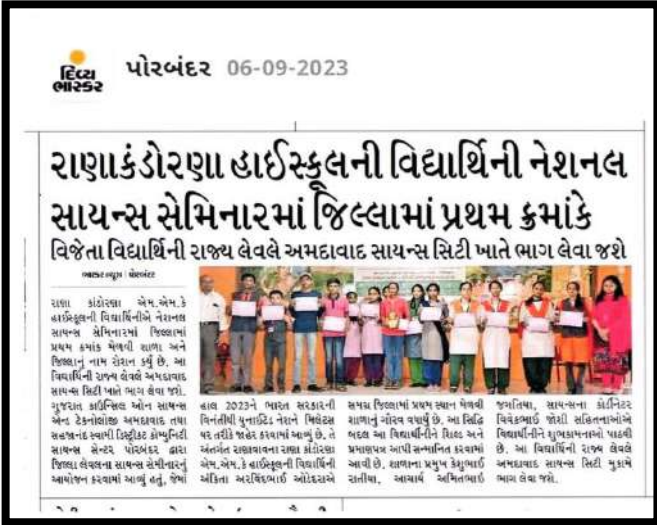 દિવ્ય
ભાસ્કર
પોરબંદર 06-09-2023
રાણાકંડોરણા હાઈસ્કૂલની વિદ્યાર્થિની નેશનલ
સાયન્સ સેમિનારમાં જિલ્લામાં પ્રથમ ક્રમાંકે
વિજેતા વિદ્યાર્થિની રાજ્ય લેવલે અમદાવાદ સાયન્સ સિટી ખાતે ભાગ લેવા જશે
ભાસ્કર ન્યૂઝ | પોરબંદર
રાણા કાંડોરણા એમ.એમ.કે
હાઈસ્કૂલની વિદ્યાર્થિનીએ નેશનલ
સાયન્સ સેમિનારમાં જિલ્લામાં
પ્રથમ ક્રમાંક મેળવી શાળા અને
જિલ્લાનું નામ રોશન કર્યું છે. આ
વિદ્યાર્થિની રાજ્ય લેવલે અમદાવાદ
સાયન્સ સિટી ખાતે ભાગ લેવા જશે.
ગુજરાત કાઉન્સિલ ઓન સાયન્સ
એન્ડ ટેકનોલોજી અમદાવાદ તથા
સહજાનંદ સ્વામી ડિસ્ટ્રીક્ટ કોમ્યુનિટી
સાયન્સ સેન્ટર પોરબંદર દ્વારા
જિલ્લા લેવલના સાયન્સ સેમીનારનું
આયોજન કરવામાં આવ્યું હતું, જેમાં
હાલ 2023ને ભારત સરકારની
વિનંતીથી યુનાઈટેડ નેશને મિલેટ્સ
યર તરીકે જાહેર કરવામાં આવ્યું છે, તે
અંતર્ગત રાણાવાવના રાણા કંડોરણા
એમ.એમ.કે હાઈસ્કૂલની વિદ્યાર્થીની
અંકિતા અરવિંદભાઈ ઓડેદરાએ
સમગ્ર જિલ્લામાં પ્રથમ સ્થાન મેળવી
શાળાનું ગૌરવ વધાર્યું છે. આ સિદ્ધિ
બદલ આ વિદ્યાર્થીનીને શિલ્ડ અને
પ્રમાણપત્ર આપી સન્માનિત કરવામાં
આવી છે. શાળાના પ્રમુખ કેશુભાઈ
રાતીયા, આચાર્ય અમિતભાઈ
જગતિયા, સાયન્સના કોર્ડીનેટર
વિવેકભાઈ જોશી સહિતનાઓએ
વિદ્યાર્થીનીને શુભકામનાઓ પાઠવી
છે. આ વિદ્યાર્થિની રાજ્ય લેવલે
અમદાવાદ સાયન્સ સિટી મુકામે
ભાગ લેવા જશે.